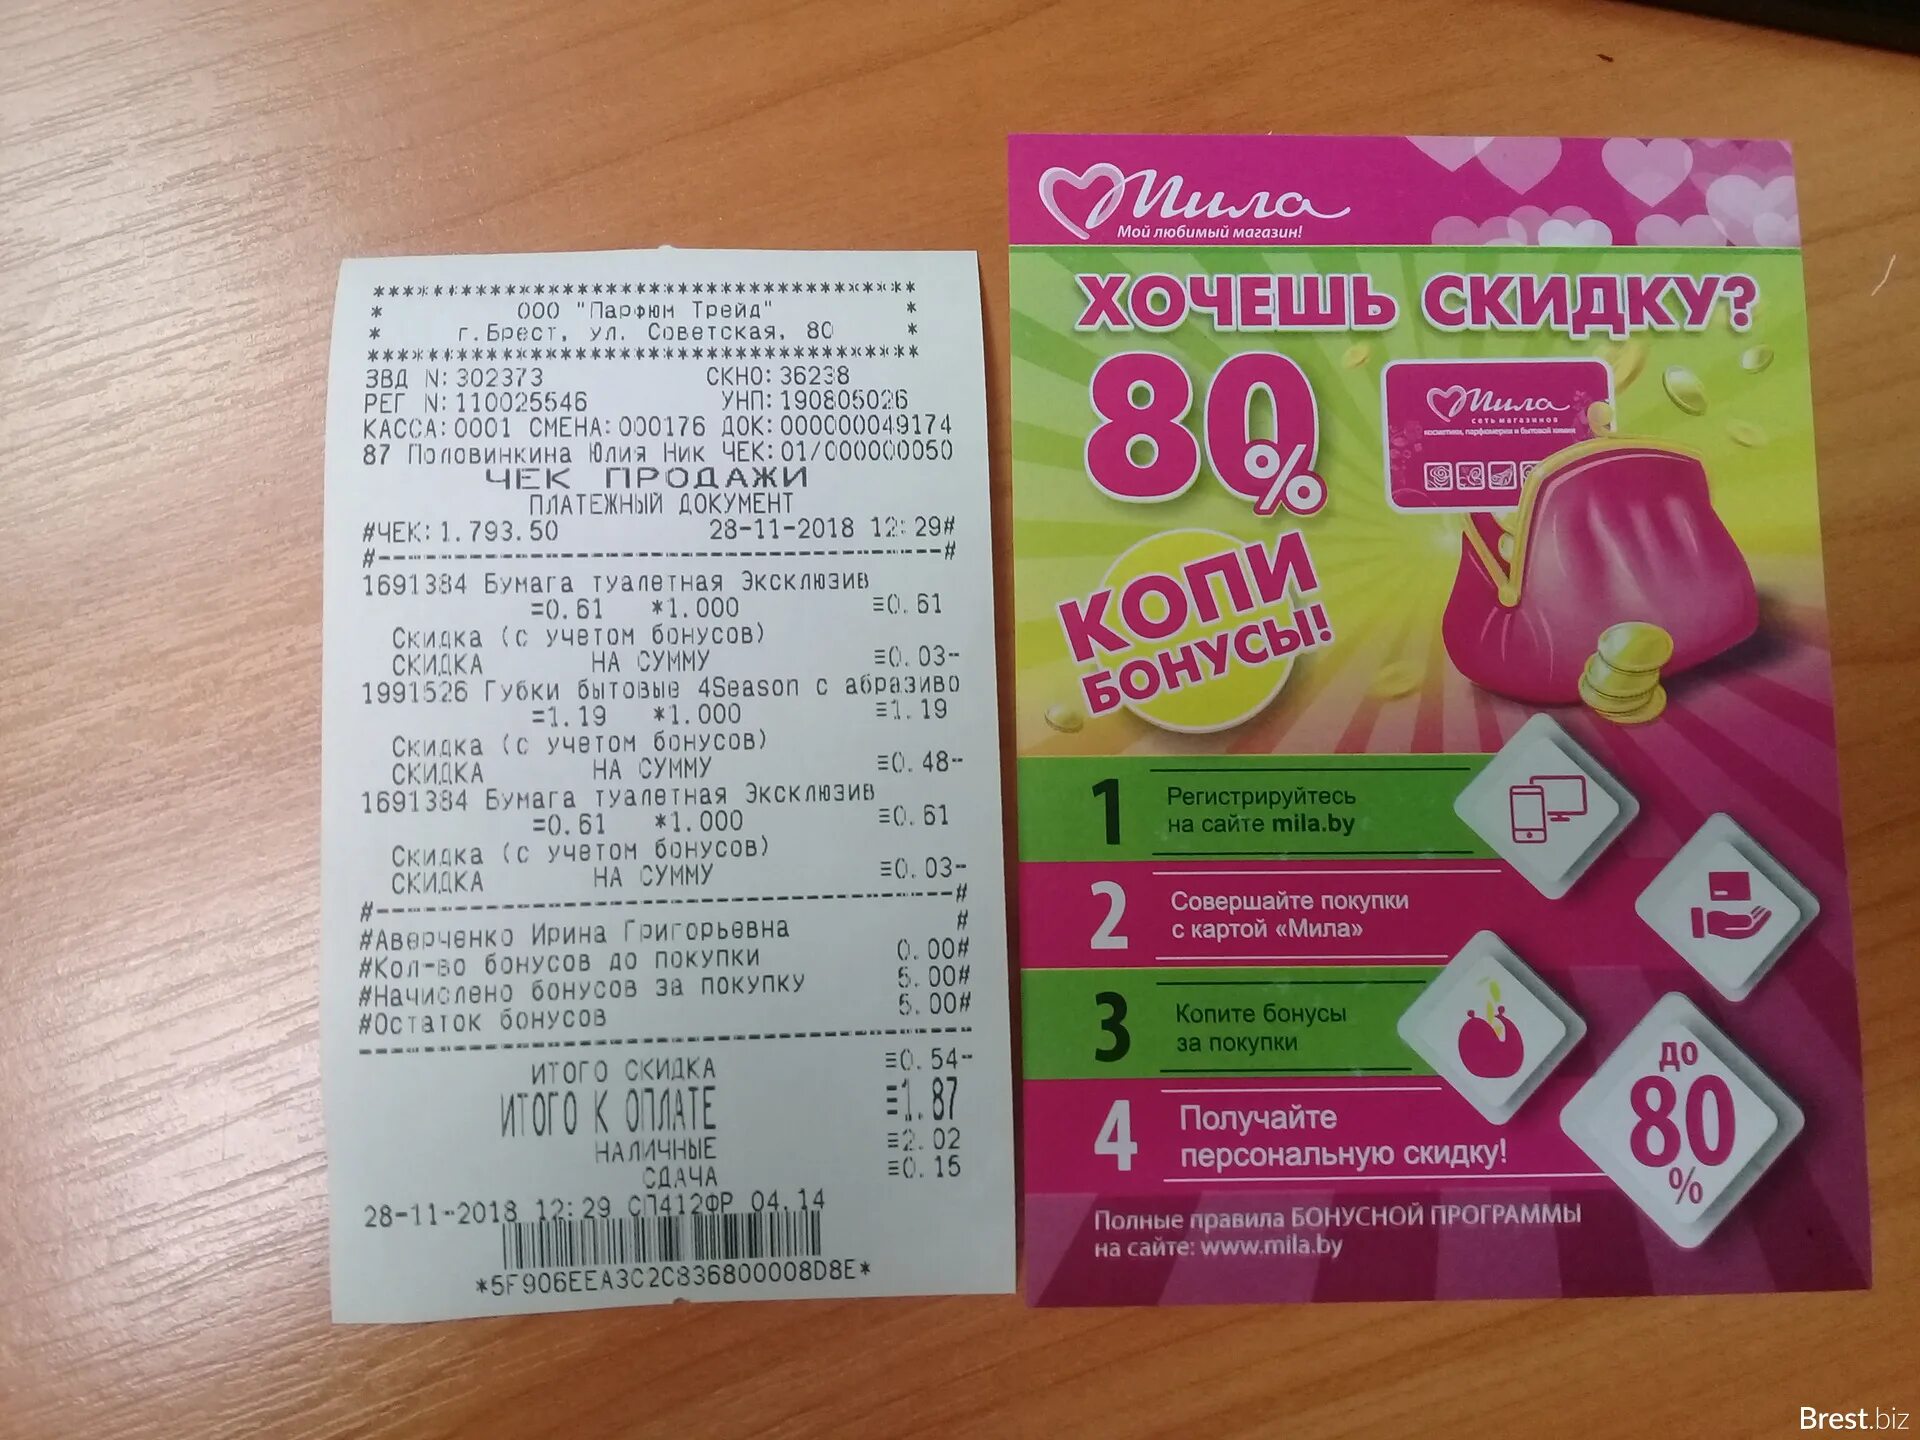 ****************************************
* ООО "Парфюм Трейд" *
* г.Брест, ул. Советская, 80 *
****************************************
ЗВД N:302373 СКНО:36238
РЕГ N:110025546 УНП:190805026
КАССА:0001 СМЕНА:000176 ДОК:000000049174
87 Половинкина Юлия Ник ЧЕК:01/000000050
ЧЕК ПРОДАЖИ
ПЛАТЕЖНЫЙ ДОКУМЕНТ
#ЧЕК:1.793.50 28-11-2018 12:29#
#--------------------------------------#
1691384 Бумага туалетная Эксклюзив
=0.61 *1.000 ≡0.61
Скидка (с учетом бонусов)
СКИДКА НА СУММУ ≡0.03-
1991526 Губки бытовые 4Season с абразиво
=1.19 *1.000 ≡1.19
Скидка (с учетом бонусов)
СКИДКА НА СУММУ ≡0.48-
1691384 Бумага туалетная Эксклюзив
=0.61 *1.000 ≡0.61
Скидка (с учетом бонусов)
СКИДКА НА СУММУ ≡0.03-
#--------------------------------------#
#Аверченко Ирина Григорьевна #
#Кол-во бонусов до покупки 0.00#
#Начислено бонусов за покупку 5.00#
#Остаток бонусов 5.00#
----------------------------------------
ИТОГО СКИДКА ≡0.54-
ИТОГО К ОПЛАТЕ ≡1.87
НАЛИЧНЫЕ ≡2.02
СДАЧА ≡0.15
28-11-2018 12:29 СП412ФР 04.14
*5F906EEA3C2C836800008D8E*
Мила
Мой любимый магазин!
ХОЧЕШЬ СКИДКУ?
80%
Мила
сеть магазинов
косметики, парфюмерии и бытовой химии
КОПИ
БОНУСЫ!
1 Регистрируйтесь
на сайте mila.by
2 Совершайте покупки
с картой «Мила»
3 Копите бонусы
за покупки
4 Получайте
персональную скидку!
до
80
%
Полные правила БОНУСНОЙ ПРОГРАММЫ
на сайте: www.mila.by
Brest.biz